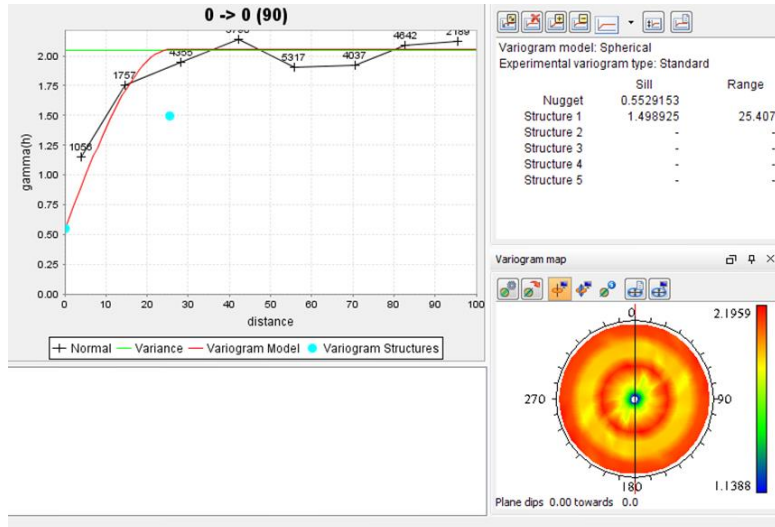 0 -> 0 (90)
gamma(h)
2.00
1.75
1.50
1.25
1.00
0.75
0.50
0.25
0.00
1757
4355
5317
4037
4642
2189
0 10 20 30 40 50 60 70 80 90 100
distance
Normal Variance Variogram Model Variogram Structures
Variogram model: Spherical
Experimental variogram type: Standard
Sill Range
Nugget 0.5529153
Structure 1 1.498925 25.407
Structure 2 - -
Structure 3 - -
Structure 4 - -
Structure 5 - -
Variogram map
2.1959
0
270
90
180
1.1388
Plane dips 0.00 towards 0.0